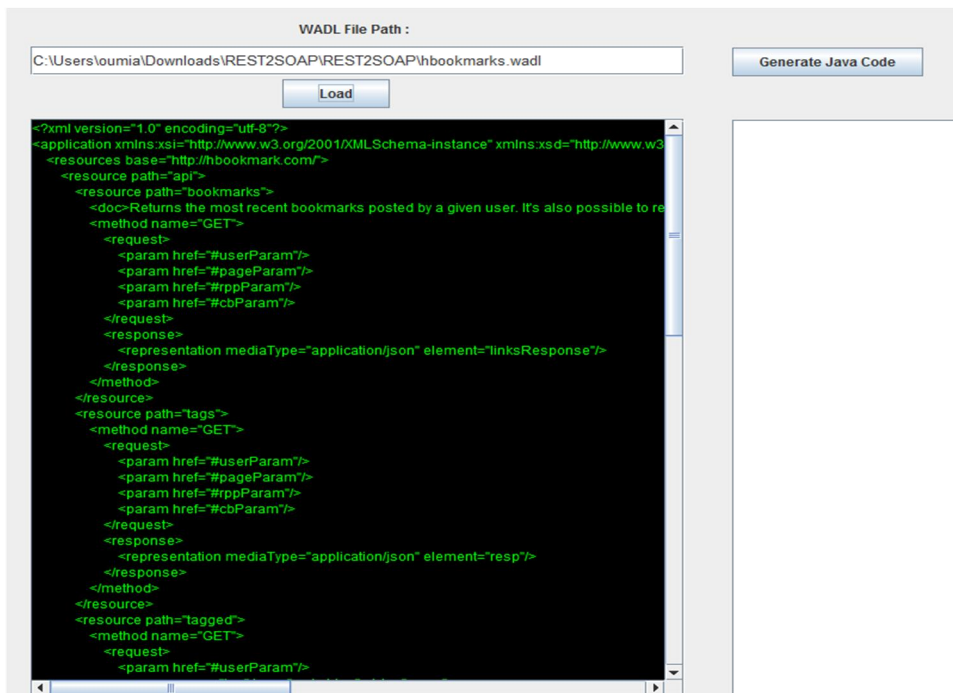 WADL File Path :
C:\Users\oumia\Downloads\REST2SOAP\REST2SOAP\hbookmarks.wadl
Generate Java Code
Load
<?xml version="1.0" encoding="utf-8"?>
<application xmlns:xsi="http://www.w3.org/2001/XMLSchema-instance" xmlns:xsd="http://www.w3
<resources base="http://hbookmark.com/">
<resource path="api">
<resource path="bookmarks">
<doc>Returns the most recent bookmarks posted by a given user. It's also possible to re
<method name="GET">
<request>
<param href="#userParam"/>
<param href="#pageParam"/>
<param href="#rppParam"/>
<param href="#cbParam"/>
</request>
<response>
<representation mediaType="application/json" element="linksResponse"/>
</response>
</method>
</resource>
<resource path="tags">
<method name="GET">
<request>
<param href="#userParam"/>
<param href="#pageParam"/>
<param href="#rppParam"/>
<param href="#cbParam"/>
</request>
<response>
<representation mediaType="application/json" element="resp"/>
</response>
</method>
</resource>
<resource path="tagged">
<method name="GET">
<request>
<param href="#userParam"/>